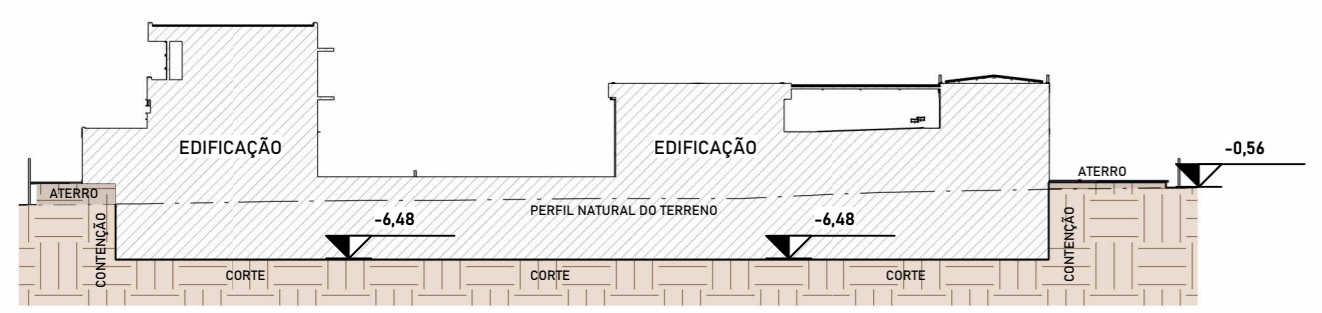 EDIFICAÇÃO
EDIFICAÇÃO
-0,56
ATERRO
ATERRO
PERFIL NATURAL DO TERRENO
-6,48
-6,48
CONTENÇÃO
CONTENÇÃO
CORTE
CORTE
CORTE